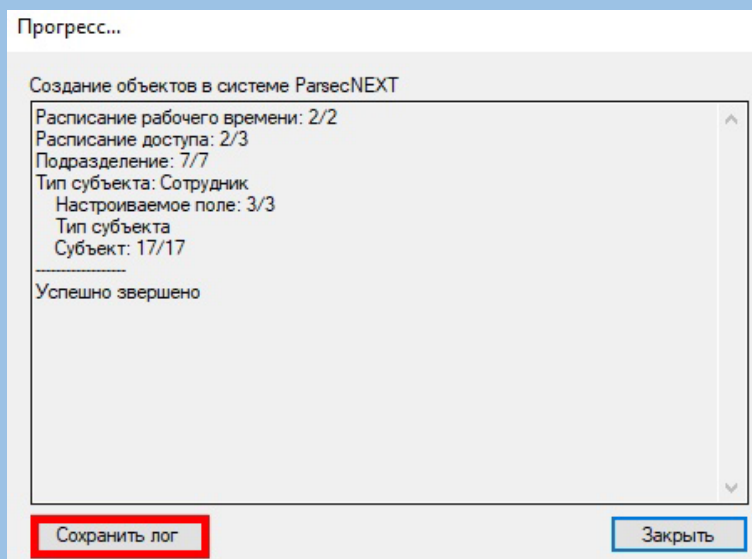 Прогресс...
Создание объектов в системе ParsecNEXT
Расписание рабочего времени: 2/2
Расписание доступа: 2/3
Подразделение: 7/7
Тип субъекта: Сотрудник
Настроиваемое поле: 3/3
Тип субъекта
Субъект: 17/17
------------------
Успешно звершено
Сохранить лог
Закрыть